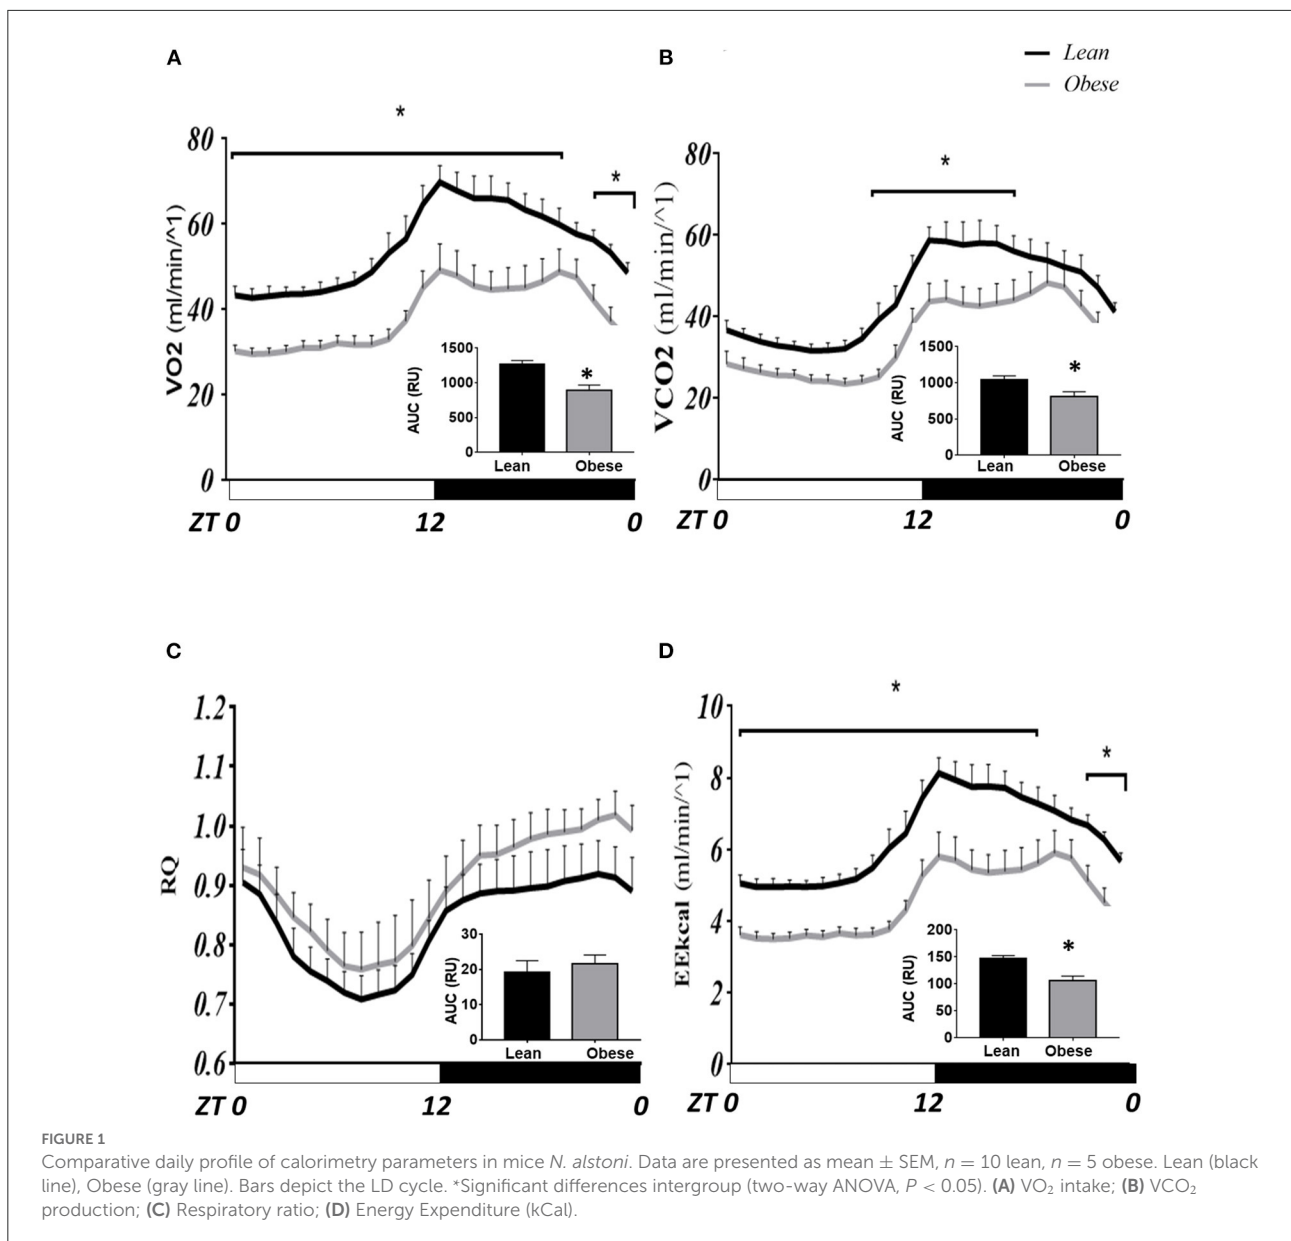 A
B
Lean
Obese
*
*
80
60
40
20
0
VO2 (ml/min/^1)
1500
1000
500
0
AUC (RU)
*
Lean
Obese
ZT 0
12
0
*
80
60
40
20
0
VCO2 (ml/min/^1)
1500
1000
500
0
AUC (RU)
*
Lean
Obese
ZT 0
12
0
C
1.2
1.1
1.0
0.9
0.8
0.7
0.6
RQ
30
20
10
0
AUC (RU)
Lean
Obese
ZT 0
12
0
D
*
*
10
8
6
4
2
0
EEkcal (ml/min/^1)
200
150
100
50
0
AUC (RU)
*
Lean
Obese
ZT 0
12
0
FIGURE 1
Comparative daily profile of calorimetry parameters in mice N. alstoni. Data are presented as mean ± SEM, n = 10 lean, n = 5 obese. Lean (black
line), Obese (gray line). Bars depict the LD cycle. *Significant differences intergroup (two-way ANOVA, P < 0.05). (A) VO₂ intake; (B) VCO₂
production; (C) Respiratory ratio; (D) Energy Expenditure (kCal).